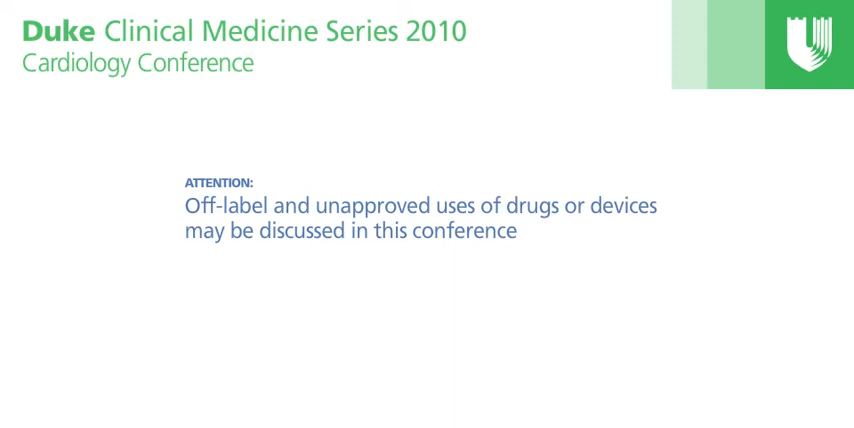 Duke Clinical Medicine Series 2010
Cardiology Conference
ATTENTION:
Off-label and unapproved uses of drugs or devices
may be discussed in this conference